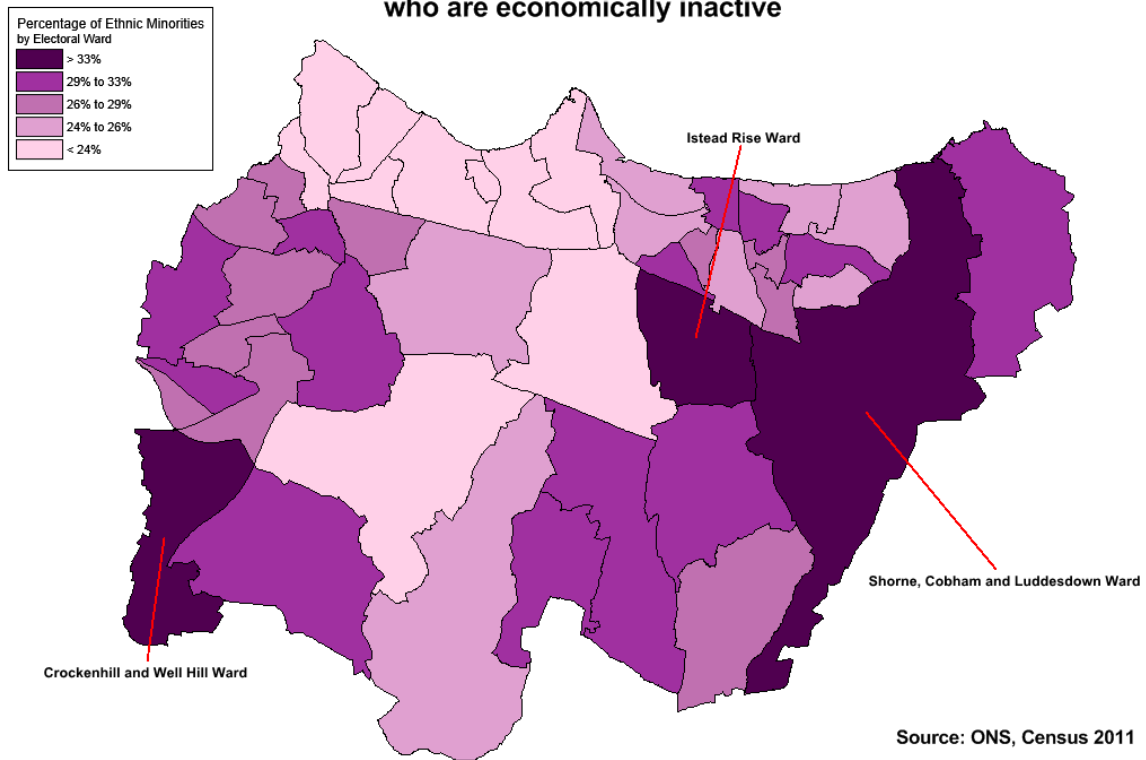 who are economically inactive
Percentage of Ethnic Minorities
by Electoral Ward
> 33%
29% to 33%
26% to 29%
24% to 26%
< 24%
Istead Rise Ward
Shorne, Cobham and Luddesdown Ward
Crockenhill and Well Hill Ward
Source: ONS, Census 2011